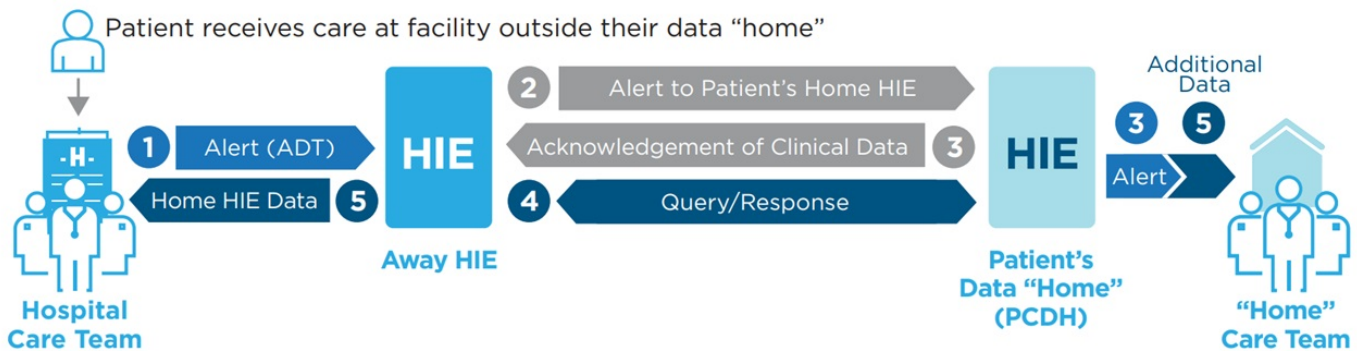 Patient receives care at facility outside their data “home”
-H-
1
Alert (ADT)
Home HIE Data
5
Hospital
Care Team
HIE
Away HIE
2
Alert to Patient’s Home HIE
Acknowledgement of Clinical Data
3
4
Query/Response
HIE
Patient’s
Data “Home”
(PCDH)
Additional
Data
3
5
Alert
“Home”
Care Team